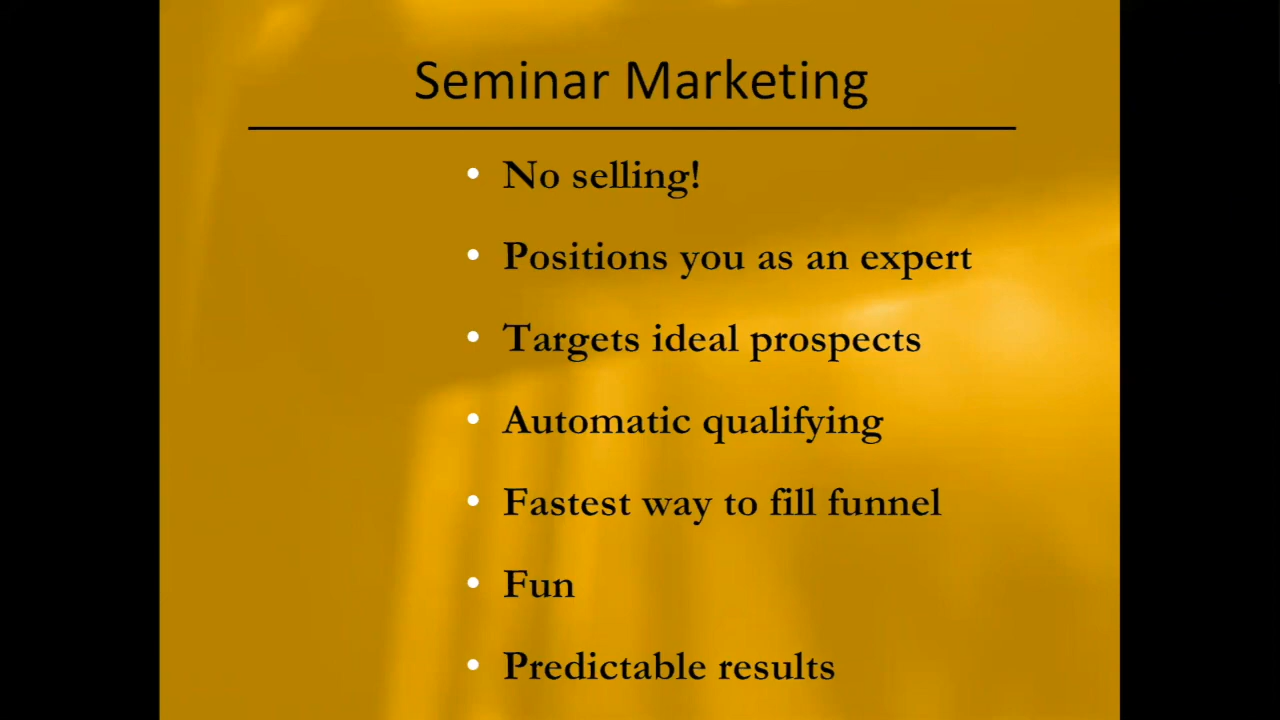 Seminar Marketing
• No selling!
• Positions you as an expert
• Targets ideal prospects
• Automatic qualifying
• Fastest way to fill funnel
• Fun
• Predictable results